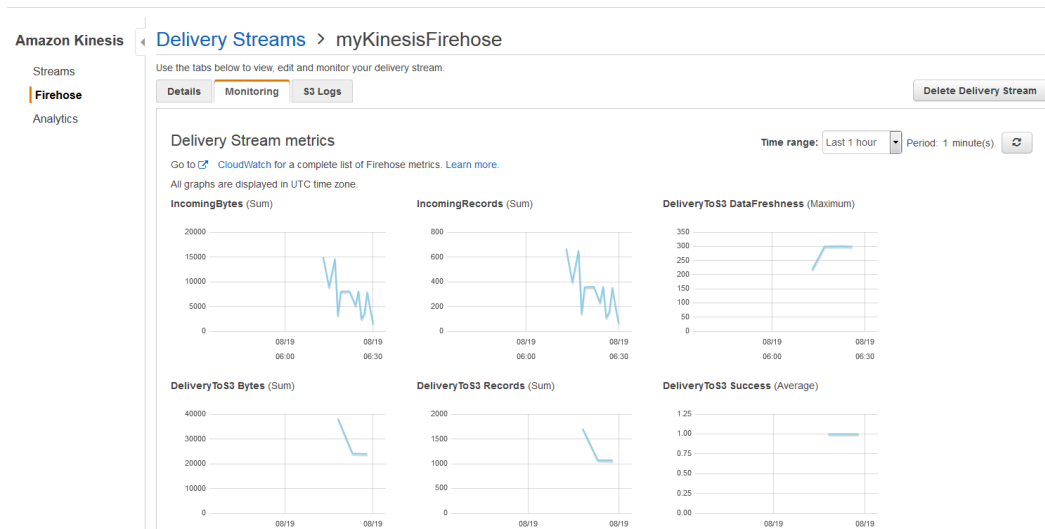 Amazon Kinesis
Streams
Firehose
Analytics
Delivery Streams > myKinesisFirehose
Use the tabs below to view, edit and monitor your delivery stream.
Details Monitoring S3 Logs
Delete Delivery Stream
Delivery Stream metrics
Time range: Last 1 hour Period: 1 minute(s).
Go to CloudWatch for a complete list of Firehose metrics. Learn more.
All graphs are displayed in UTC time zone.
IncomingBytes (Sum)
20000
15000
10000
5000
0
08/19 08/19
06:00 06:30
IncomingRecords (Sum)
800
600
400
200
0
08/19 08/19
06:00 06:30
DeliveryToS3 DataFreshness (Maximum)
350
300
250
200
150
100
50
0
08/19 08/19
06:00 06:30
DeliveryToS3 Bytes (Sum)
40000
30000
20000
10000
0
08/19 08/19
DeliveryToS3 Records (Sum)
2000
1500
1000
500
0
08/19 08/19
DeliveryToS3 Success (Average)
1.25
1.00
0.75
0.50
0.25
0.00
08/19 08/19